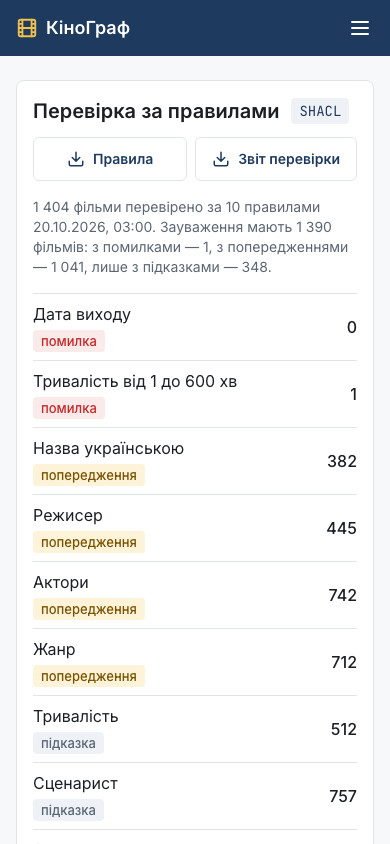 КіноГраф
Перевірка за правилами SHACL
Правила Звіт перевірки
1 404 фільми перевірено за 10 правилами
20.10.2026, 03:00. Зауваження мають 1 390
фільмів: з помилками — 1, з попередженнями
— 1 041, лише з підказками — 348.
Дата виходу
помилка
0
Тривалість від 1 до 600 хв
помилка
1
Назва українською
попередження
382
Режисер
попередження
445
Актори
попередження
742
Жанр
попередження
712
Тривалість
підказка
512
Сценарист
підказка
757